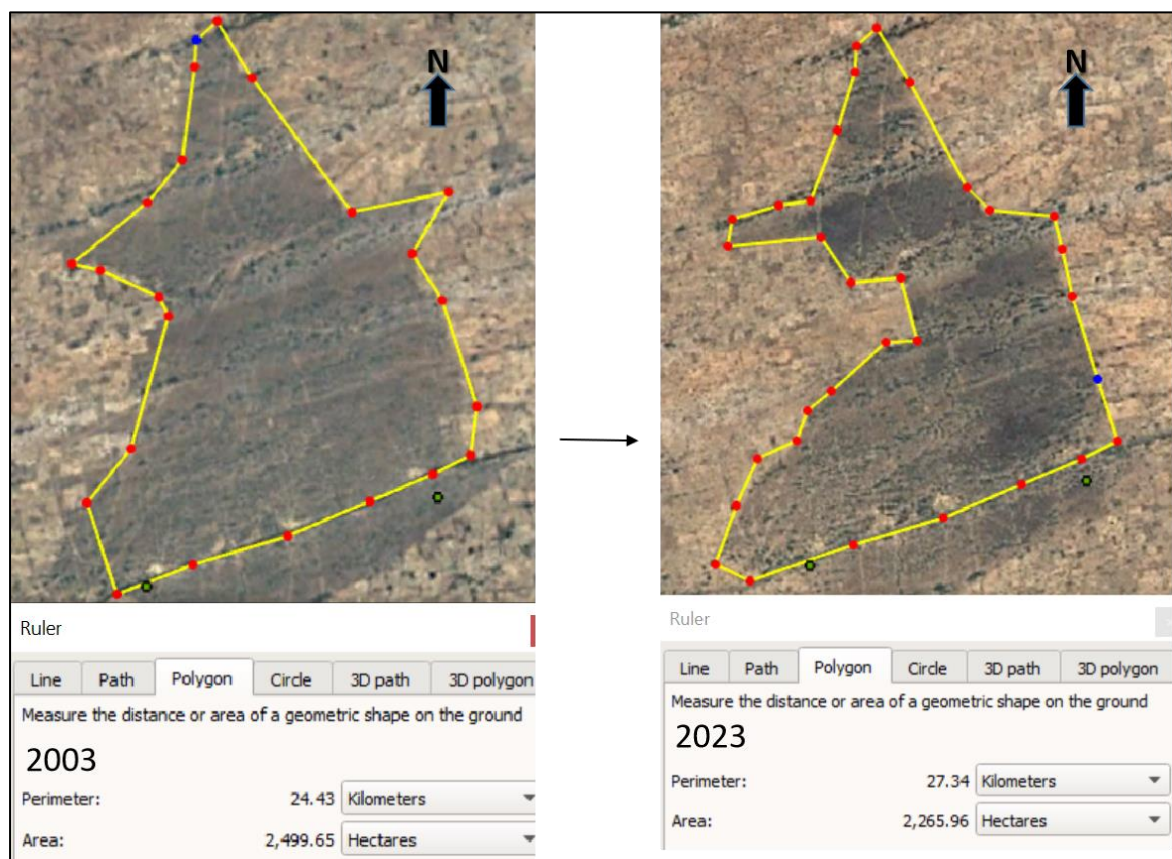 N
N
Ruler
Line Path Polygon Circle 3D path 3D polygon
Measure the distance or area of a geometric shape on the ground
2003
Perimeter: 24.43 Kilometers
Area: 2,499.65 Hectares
Ruler
Line Path Polygon Circle 3D path 3D polygon
Measure the distance or area of a geometric shape on the ground
2023
Perimeter: 27.34 Kilometers
Area: 2,265.96 Hectares